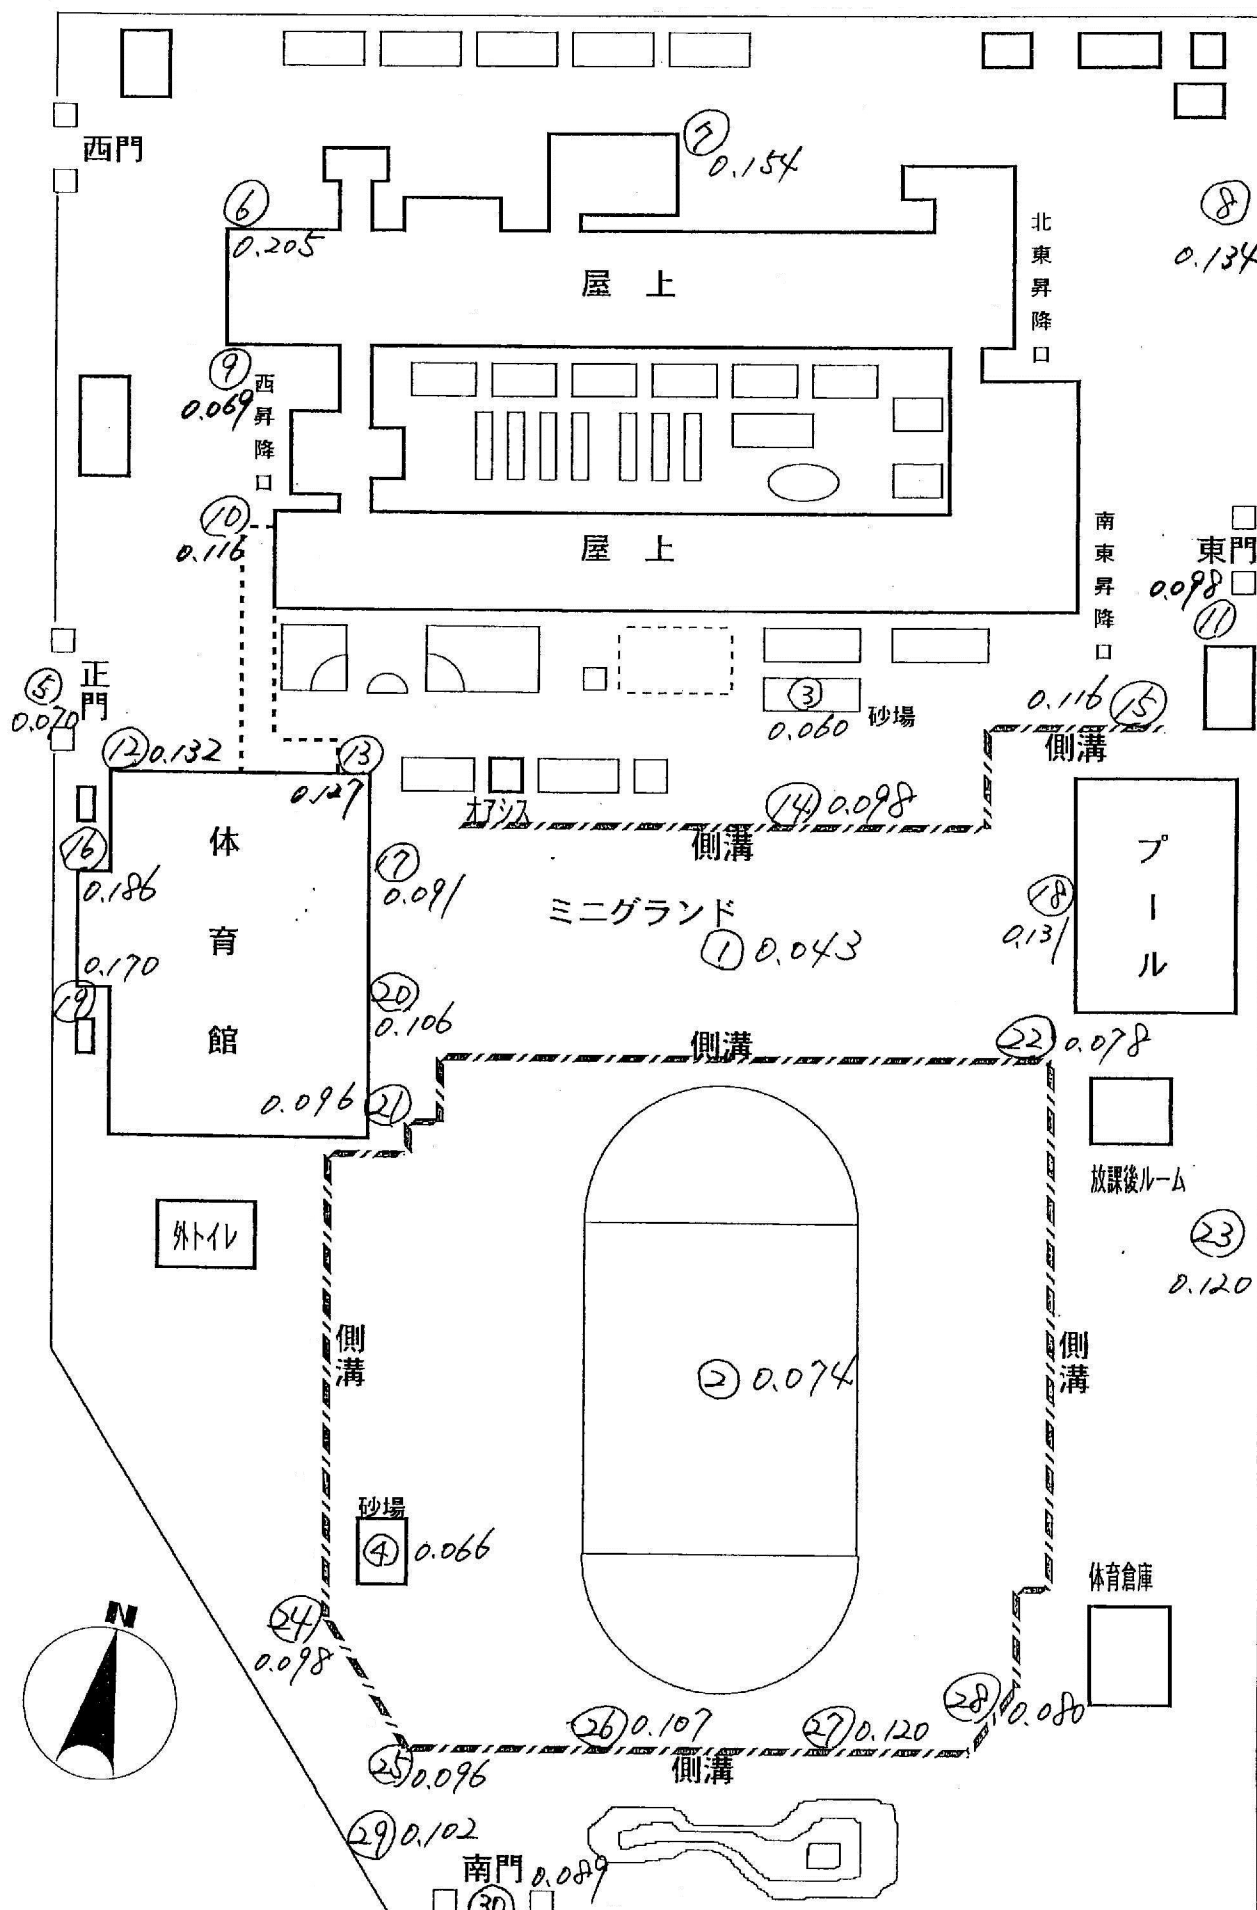 西門
⑦
0.154
⑥
0.205
⑧
0.134
北東昇降口
屋上
⑨
0.069
西昇降口
⑩
0.116
屋上
南東昇降口
東門
0.098
⑪
正門
⑤
0.070
③
0.060
砂場
0.116 ⑮
側溝
⑫ 0.132
⑬
0.127
オアシス
⑭ 0.098
側溝
体育館
⑯
0.186
⑰
0.091
ミニグランド
① 0.043
⑱
0.131
プール
0.170
⑲
⑳
0.106
側溝
㉒ 0.078
0.096 ㉑
放課後ルーム
外トイレ
㉓
0.120
側溝
側溝
② 0.074
砂場
④ 0.066
体育倉庫
N
㉔
0.098
㉖ 0.107
㉗ 0.120
㉘ 0.080
㉕ 0.096
側溝
㉙ 0.102
南門 0.089
㉚